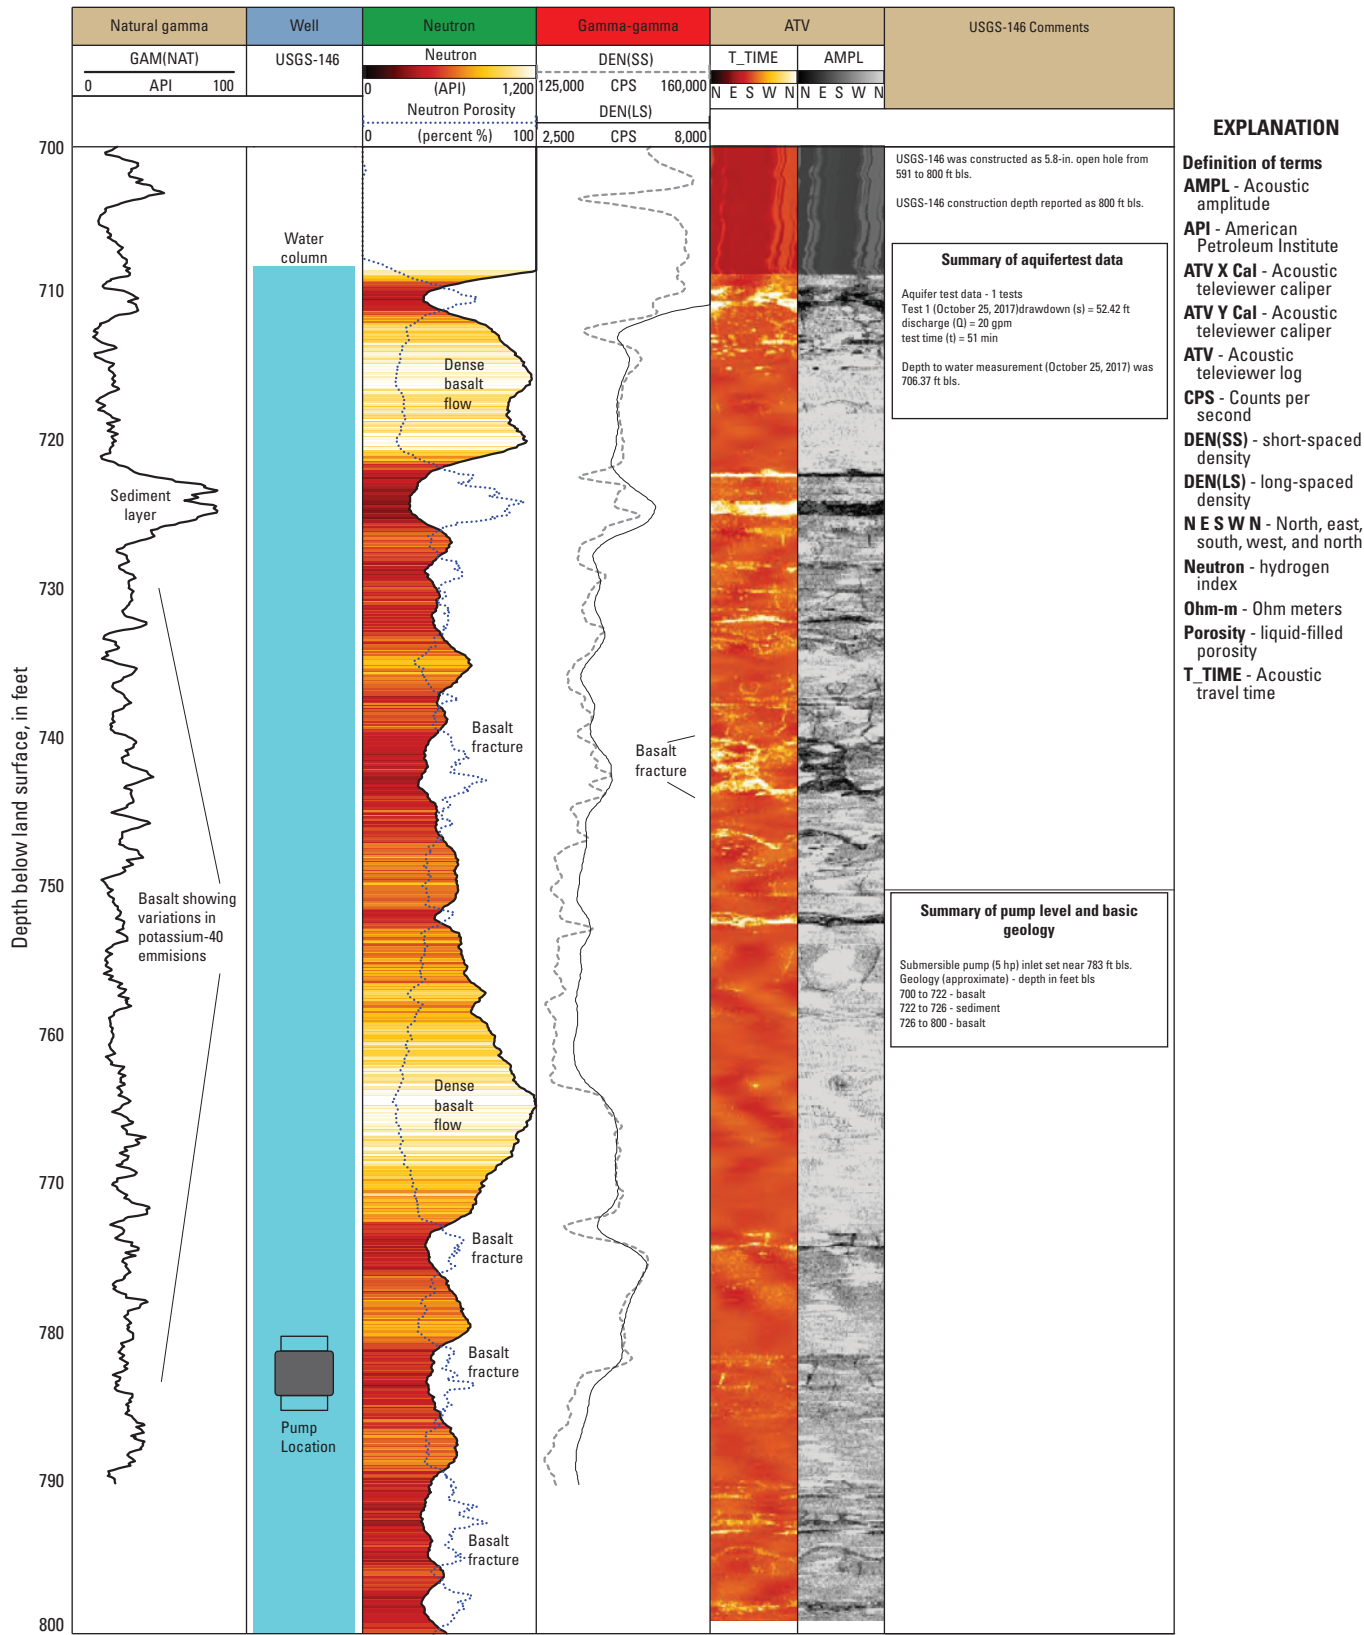 Natural gamma
Well
Neutron
Gamma-gamma
ATV
USGS-146 Comments
GAM(NAT)
0 API 100
USGS-146
Neutron
0 (API) 1,200
Neutron Porosity
0 (percent %) 100
DEN(SS)
125,000 CPS 160,000
DEN(LS)
2,500 CPS 8,000
T_TIME
N E S W N
AMPL
N E S W N
Depth below land surface, in feet
700
710
720
730
740
750
760
770
780
790
800
Sediment
layer
Basalt showing
variations in
potassium-40
emmisions
Water
column
Pump
Location
Dense
basalt
flow
Basalt
fracture
Dense
basalt
flow
Basalt
fracture
Basalt
fracture
Basalt
fracture
Basalt
fracture
USGS-146 was constructed as 5.8-in. open hole from
591 to 800 ft bls.
USGS-146 construction depth reported as 800 ft bls.
Summary of aquifertest data
Aquifer test data - 1 tests
Test 1 (October 25, 2017)drawdown (s) = 52.42 ft
discharge (Q) = 20 gpm
test time (t) = 51 min
Depth to water measurement (October 25, 2017) was
706.37 ft bls.
Summary of pump level and basic
geology
Submersible pump (5 hp) inlet set near 783 ft bls.
Geology (approximate) - depth in feet bls
700 to 722 - basalt
722 to 726 - sediment
726 to 800 - basalt
EXPLANATION
Definition of terms
AMPL - Acoustic
amplitude
API - American
Petroleum Institute
ATV X Cal - Acoustic
televiewer caliper
ATV Y Cal - Acoustic
televiewer caliper
ATV - Acoustic
televiewer log
CPS - Counts per
second
DEN(SS) - short-spaced
density
DEN(LS) - long-spaced
density
N E S W N - North, east,
south, west, and north
Neutron - hydrogen
index
Ohm-m - Ohm meters
Porosity - liquid-filled
porosity
T_TIME - Acoustic
travel time